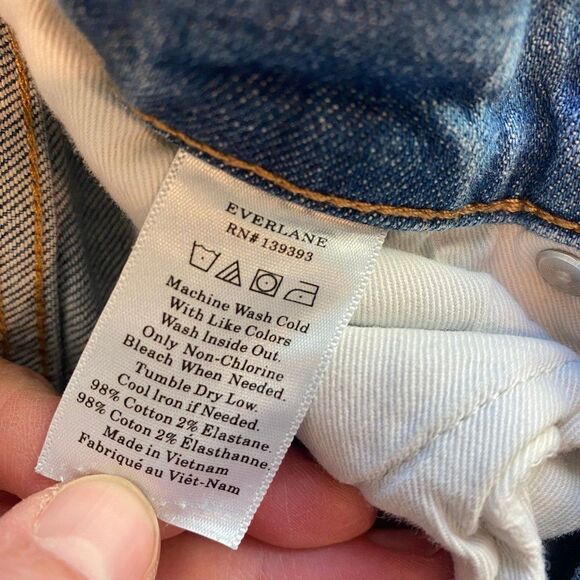 EVERLANE
RN# 139393
Machine Wash Cold
With Like Colors
Wash Inside Out.
Only Non-Chlorine
Bleach When Needed.
Tumble Dry Low.
Cool Iron if Needed.
98% Cotton 2% Elastane.
98% Coton 2% Élasthanne.
Made in Vietnam
Fabriqué au Viêt-Nam